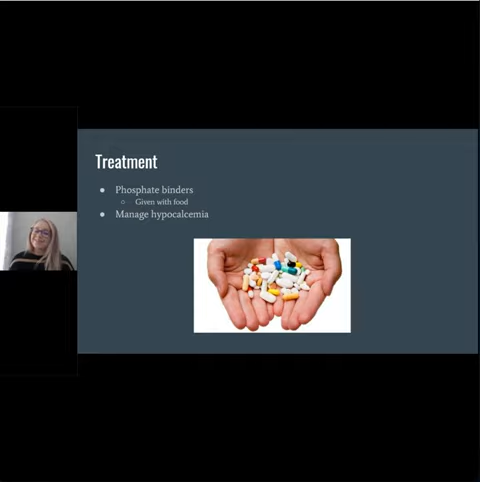 Treatment
Phosphate binders
Given with food
Manage hypocalcemia